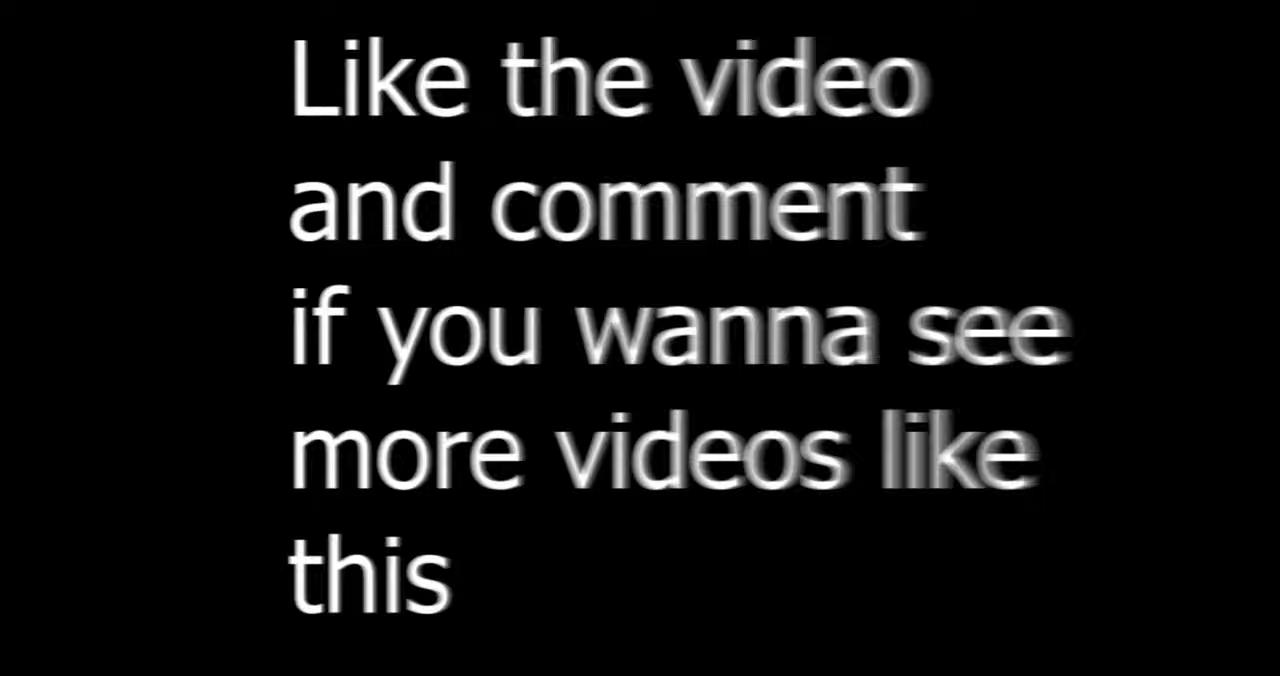 Like the video
and comment
if you wanna see
more videos like
this